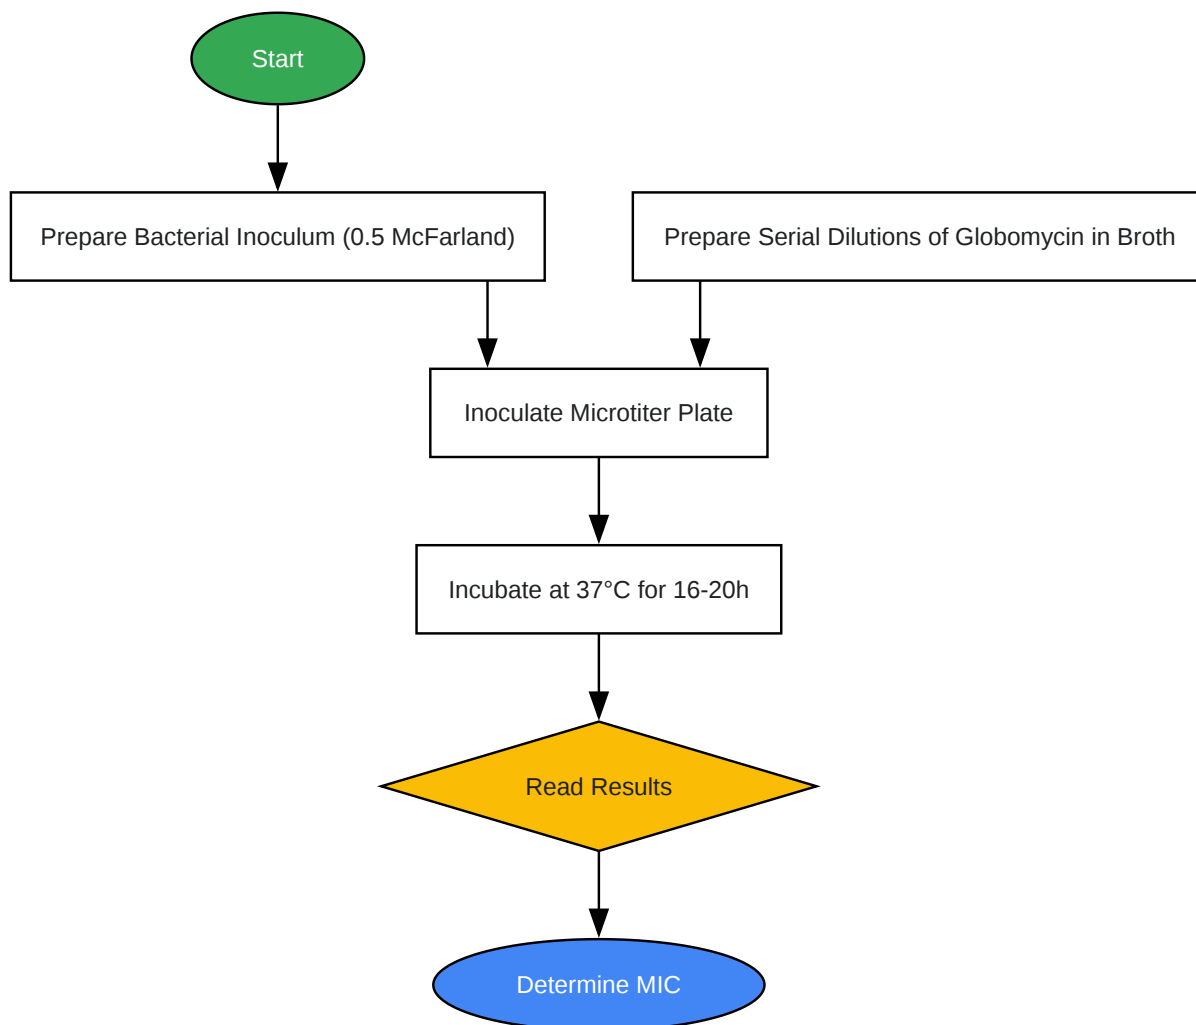 Start
Prepare Bacterial Inoculum (0.5 McFarland)
Prepare Serial Dilutions of Globomycin in Broth
Inoculate Microtiter Plate
Incubate at 37°C for 16-20h
Read Results
Determine MIC